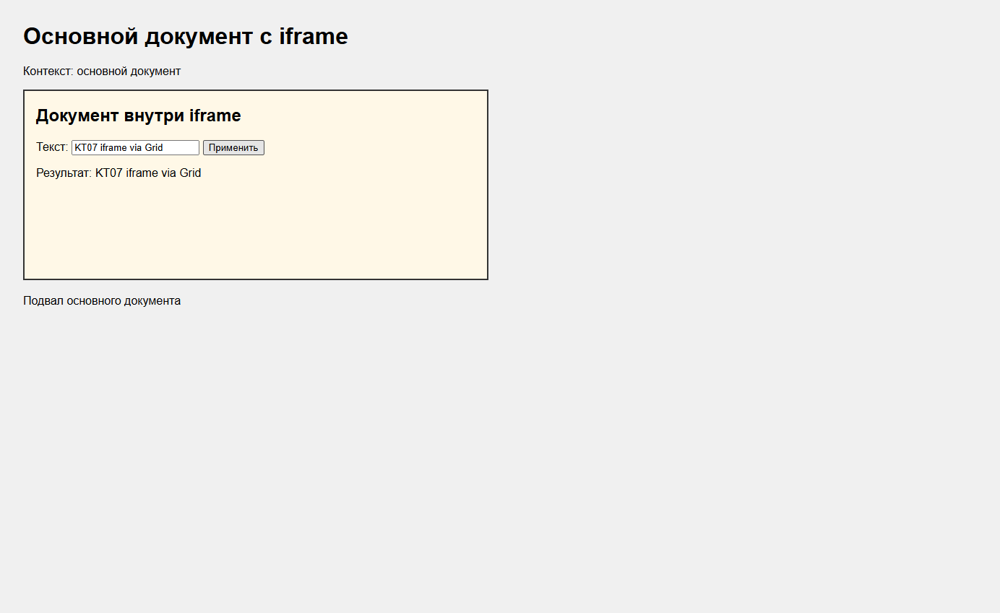 Основной документ с iframe
Контекст: основной документ
Документ внутри iframe
Текст: KT07 iframe via Grid Применить
Результат: KT07 iframe via Grid
Подвал основного документа